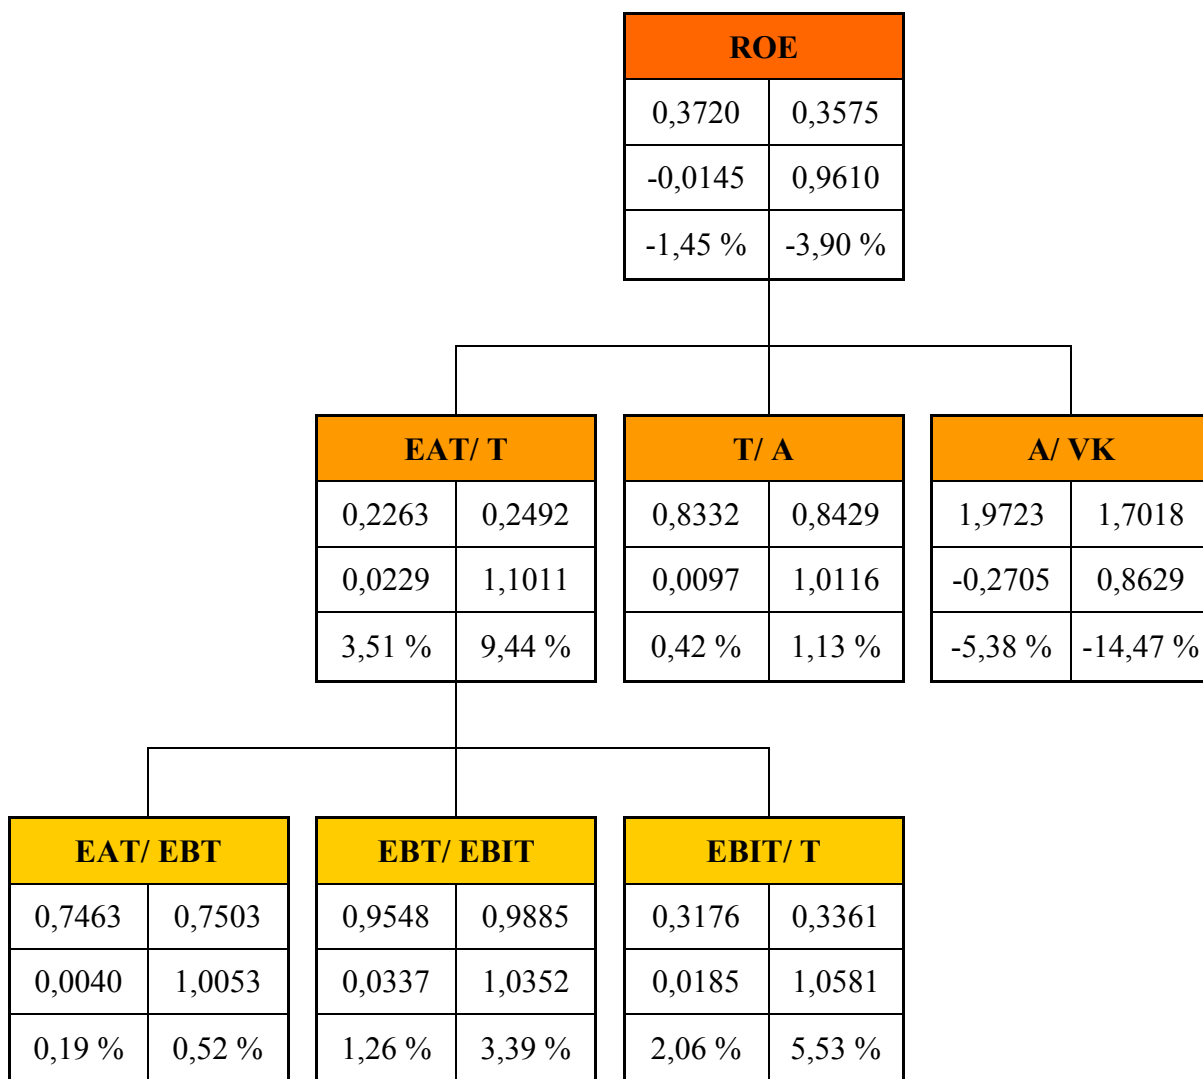 ROE
0,3720 0,3575
-0,0145 0,9610
-1,45 % -3,90 %
EAT/ T T/ A A/ VK
0,2263 0,2492 0,8332 0,8429 1,9723 1,7018
0,0229 1,1011 0,0097 1,0116 -0,2705 0,8629
3,51 % 9,44 % 0,42 % 1,13 % -5,38 % -14,47 %
EAT/ EBT EBT/ EBIT EBIT/ T
0,7463 0,7503 0,9548 0,9885 0,3176 0,3361
0,0040 1,0053 0,0337 1,0352 0,0185 1,0581
0,19 % 0,52 % 1,26 % 3,39 % 2,06 % 5,53 %